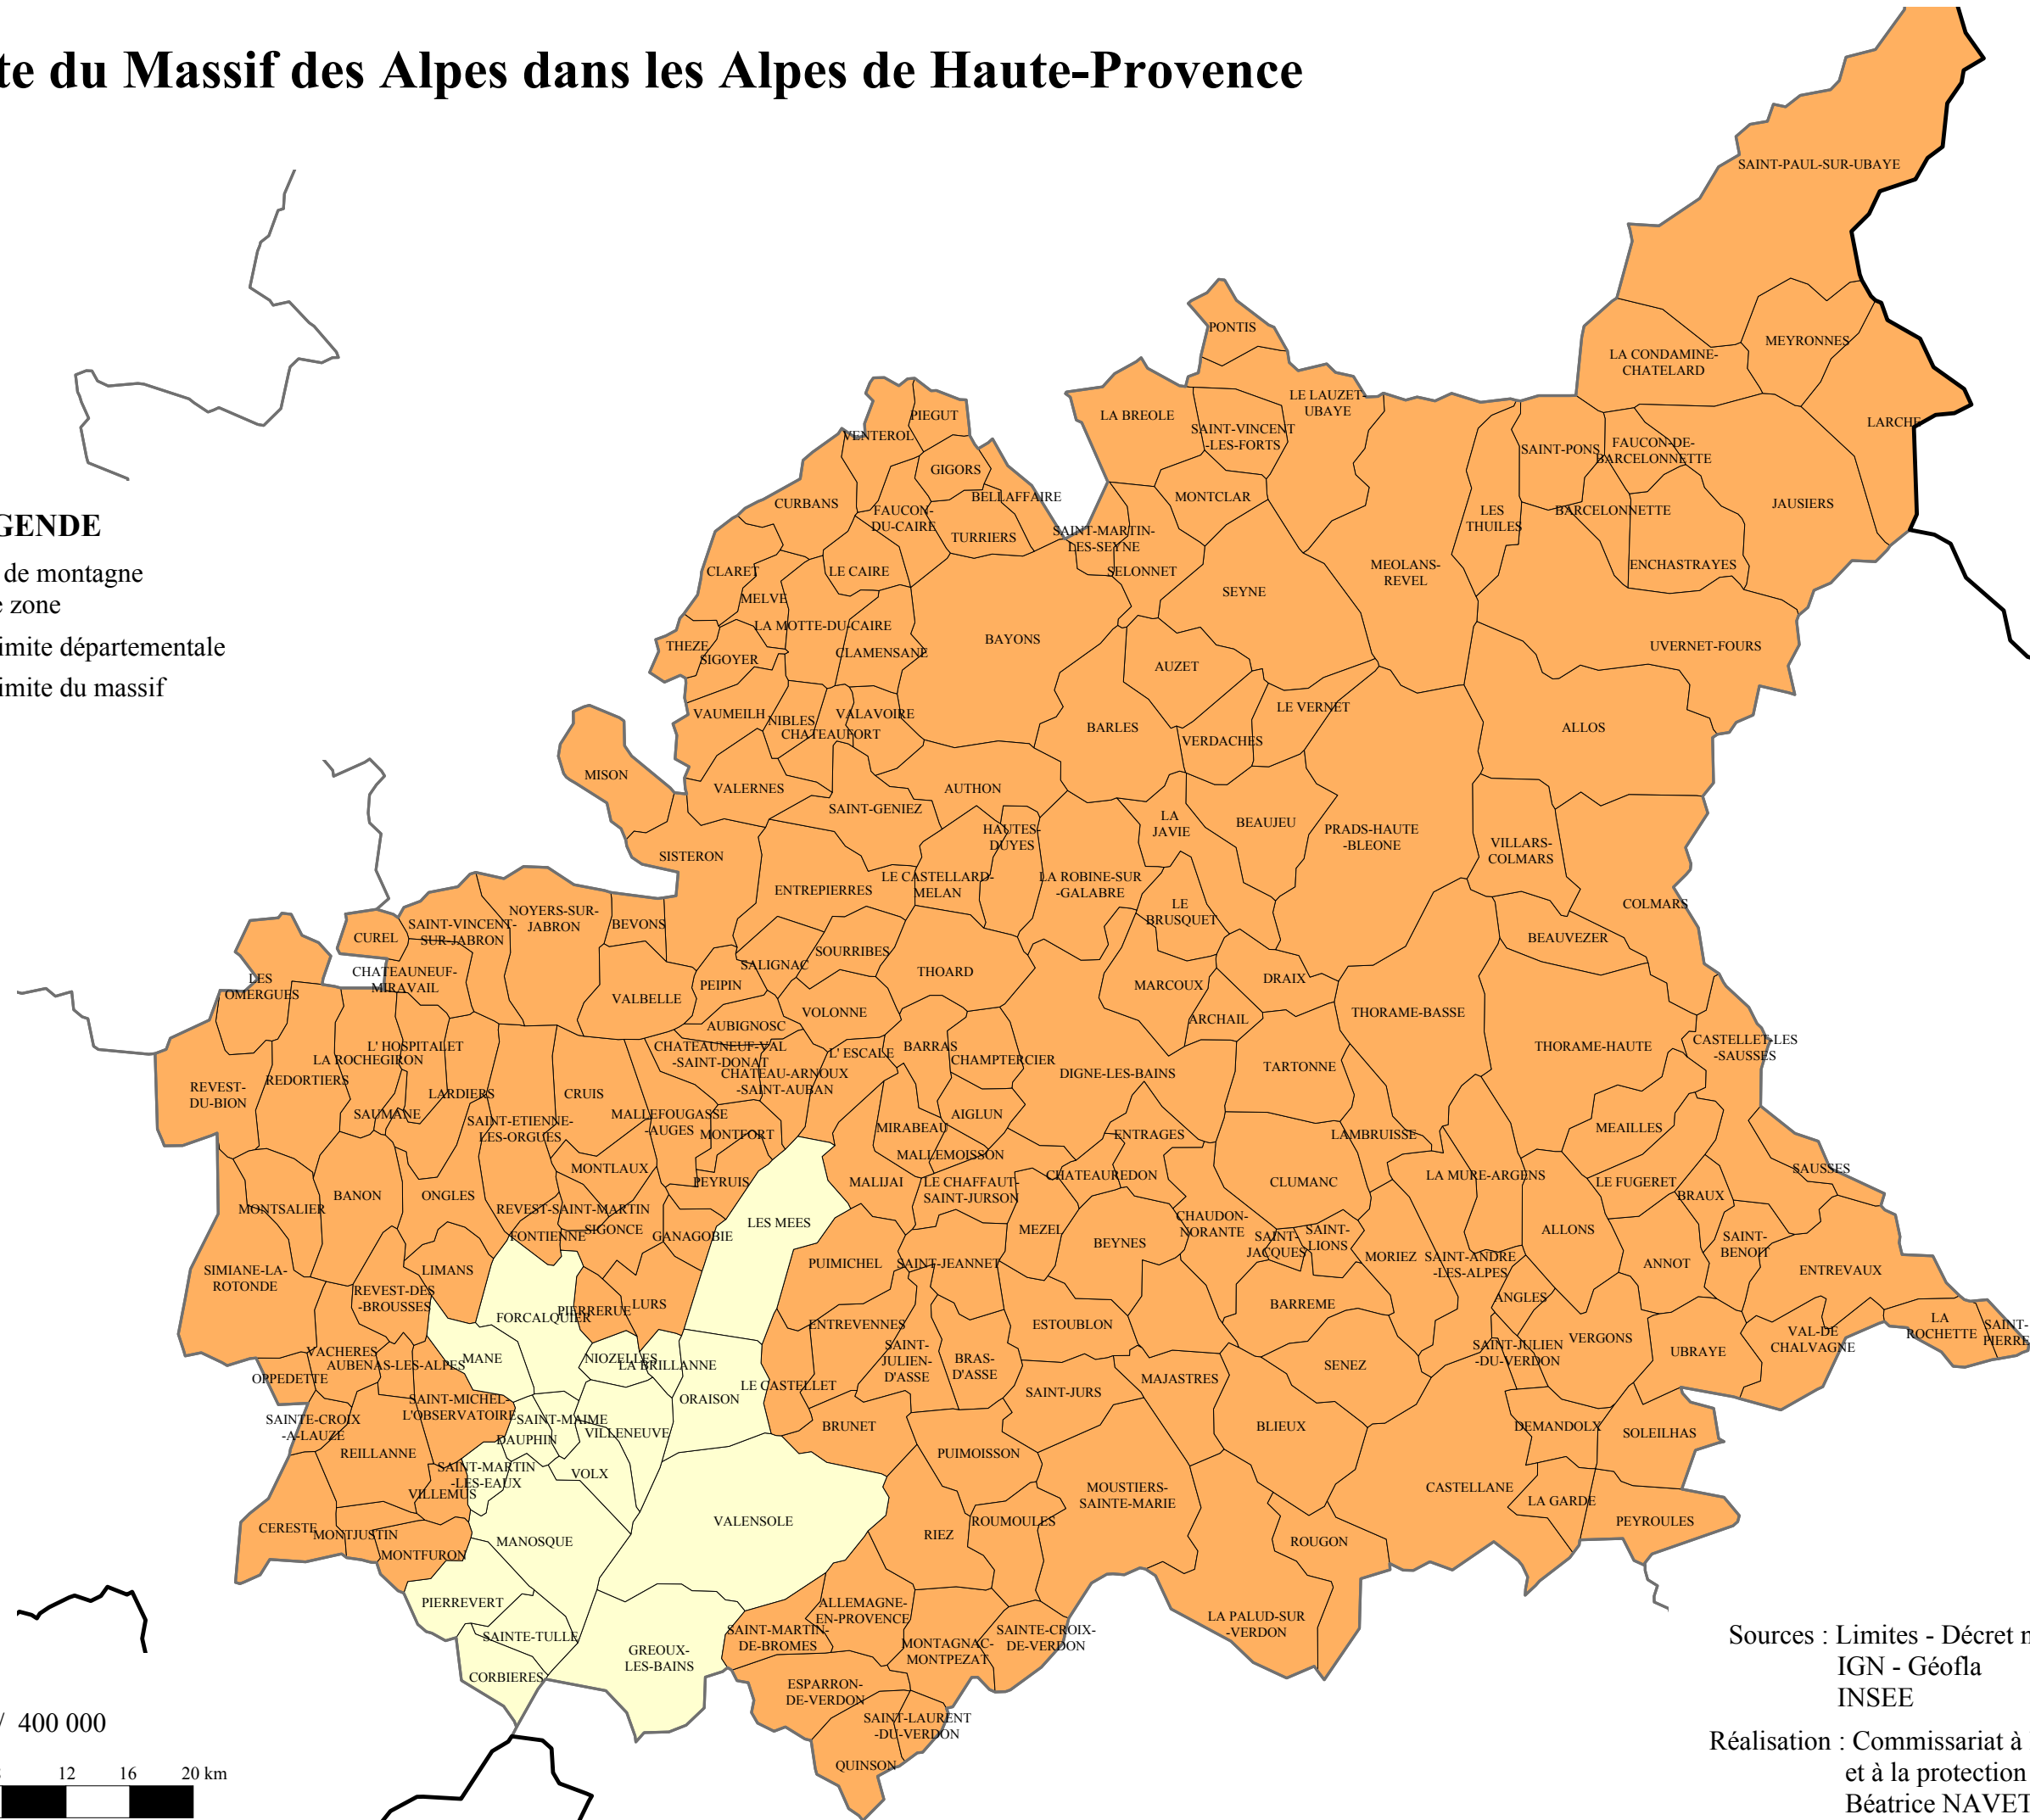 te du Massif des Alpes dans les Alpes de Haute-Provence
SAINT-PAUL-SUR-UBAYE
PONTIS
MEYRONNES
LA CONDAMINE-
CHATELARD
LE LAUZET-
UBAYE
LA BREOLE
PIEGUT
LARCHE
VENTEROL
SAINT-VINCENT
-LES-FORTS
SAINT-PONS
FAUCON-DE-
BARCELONNETTE
GIGORS
CURBANS
BELLAFFAIRE
MONTCLAR
JAUSIERS
FAUCON-
DU-CAIRE
LES
THUILES
BARCELONNETTE
GENDE
TURRIERS
SAINT-MARTIN-
LES-SEYNE
CLARET
LE CAIRE
SELONNET
MEOLANS-
REVEL
ENCHASTRAYES
de montagne
MELVE
SEYNE
e zone
LA MOTTE-DU-CAIRE
BAYONS
imite départementale
THEZE
SIGOYER
CLAMENSANE
AUZET
UVERNET-FOURS
imite du massif
VAUMEILH
NIBLES
VALAVOIRE
CHATEAUFORT
BARLES
LE VERNET
VERDACHES
ALLOS
MISON
VALERNES
AUTHON
SAINT-GENIEZ
HAUTES-
DUYES
LA
JAVIE
BEAUJEU
PRADS-HAUTE
-BLEONE
VILLARS-
COLMARS
SISTERON
ENTREPIERRES
LE CASTELLARD-
MELAN
LA ROBINE-SUR
-GALABRE
LE
BRUSQUET
COLMARS
NOYERS-SUR-
JABRON
BEVONS
SAINT-VINCENT-
SUR-JABRON
CUREL
BEAUVEZER
SOURRIBES
SALIGNAC
THOARD
CHATEAUNEUF-
MIRAVAIL
LES
OMERGUES
VALBELLE
PEIPIN
MARCOUX
DRAIX
VOLONNE
THORAME-BASSE
AUBIGNOSC
ARCHAIL
CHATEAUNEUF-VAL
-SAINT-DONAT
L' ESCALE
BARRAS
CHAMPTERCIER
THORAME-HAUTE
CASTELLET-LES
-SAUSSES
L' HOSPITALET
LA ROCHEGIRON
REDORTIERS
REVEST-
DU-BION
CHATEAU-ARNOUX
-SAINT-AUBAN
DIGNE-LES-BAINS
TARTONNE
LARDIERS
CRUIS
SAUMANE
SAINT-ETIENNE-
LES-ORGUES
MALLEFOUGASSE
-AUGES
MONTFORT
AIGLUN
MIRABEAU
ENTRAGES
LAMBRUISSE
MEAILLES
MALLEMOISSON
MONTLAUX
PEYRUIS
MALIJAI
LE CHAFFAUT-
SAINT-JURSON
CHATEAUREDON
CLUMANC
LA MURE-ARGENS
LE FUGERET
BRAUX
SAUSSES
BANON
ONGLES
MONTSALIER
REVEST-SAINT-MARTIN
LES MEES
MEZEL
CHAUDON-
NORANTE
FONTIENNE
SIGONCE
GANAGOBIE
BEYNES
SAINT-
JACQUES
SAINT-
LIONS
ALLONS
SAINT-
BENOIT
SIMIANE-LA-
ROTONDE
LIMANS
PUIMICHEL
SAINT-JEANNET
MORIEZ
SAINT-ANDRE
-LES-ALPES
ANNOT
ENTREVAUX
REVEST-DES
-BROUSSES
FORCALQUIER
PIERRERUE
LURS
ENTREVENNES
ESTOUBLON
BARREME
ANGLES
LA
ROCHETTE
SAINT-
PIERRE
VACHERES
AUBENAS-LES-ALPES
MANE
NIOZELLES
LA BRILLANNE
SAINT-
JULIEN-
D'ASSE
BRAS-
D'ASSE
SENEZ
SAINT-JULIEN
-DU-VERDON
VERGONS
UBRAYE
VAL-DE
CHALVAGNE
OPPEDETTE
LE CASTELLET
ORAISON
SAINT-JURS
MAJASTRES
SAINTE-CROIX
-A-LAUZE
SAINT-MICHEL-
L'OBSERVATOIRE
SAINT-MAIME
DAUPHIN
VILLENEUVE
BRUNET
BLIEUX
DEMANDOLX
SOLEILHAS
REILLANNE
PUIMOISSON
SAINT-MARTIN
-LES-EAUX
VOLX
VILLEMUS
MOUSTIERS-
SAINTE-MARIE
CASTELLANE
LA GARDE
CERESTE
MONTJUSTIN
MONTFURON
MANOSQUE
VALENSOLE
RIEZ
ROUMOULES
ROUGON
PEYROULES
PIERREVERT
ALLEMAGNE-
EN-PROVENCE
SAINTE-TULLE
SAINT-MARTIN-
DE-BROMES
MONTAGNAC-
MONTPEZAT
SAINTE-CROIX-
DE-VERDON
LA PALUD-SUR
-VERDON
GREOUX-
LES-BAINS
CORBIERES
ESPARRON-
DE-VERDON
SAINT-LAURENT
-DU-VERDON
QUINSON
Sources : Limites - Décret n
IGN - Géofla
INSEE
/ 400 000
12 16 20 km
Réalisation : Commissariat à
et à la protection
Béatrice NAVET